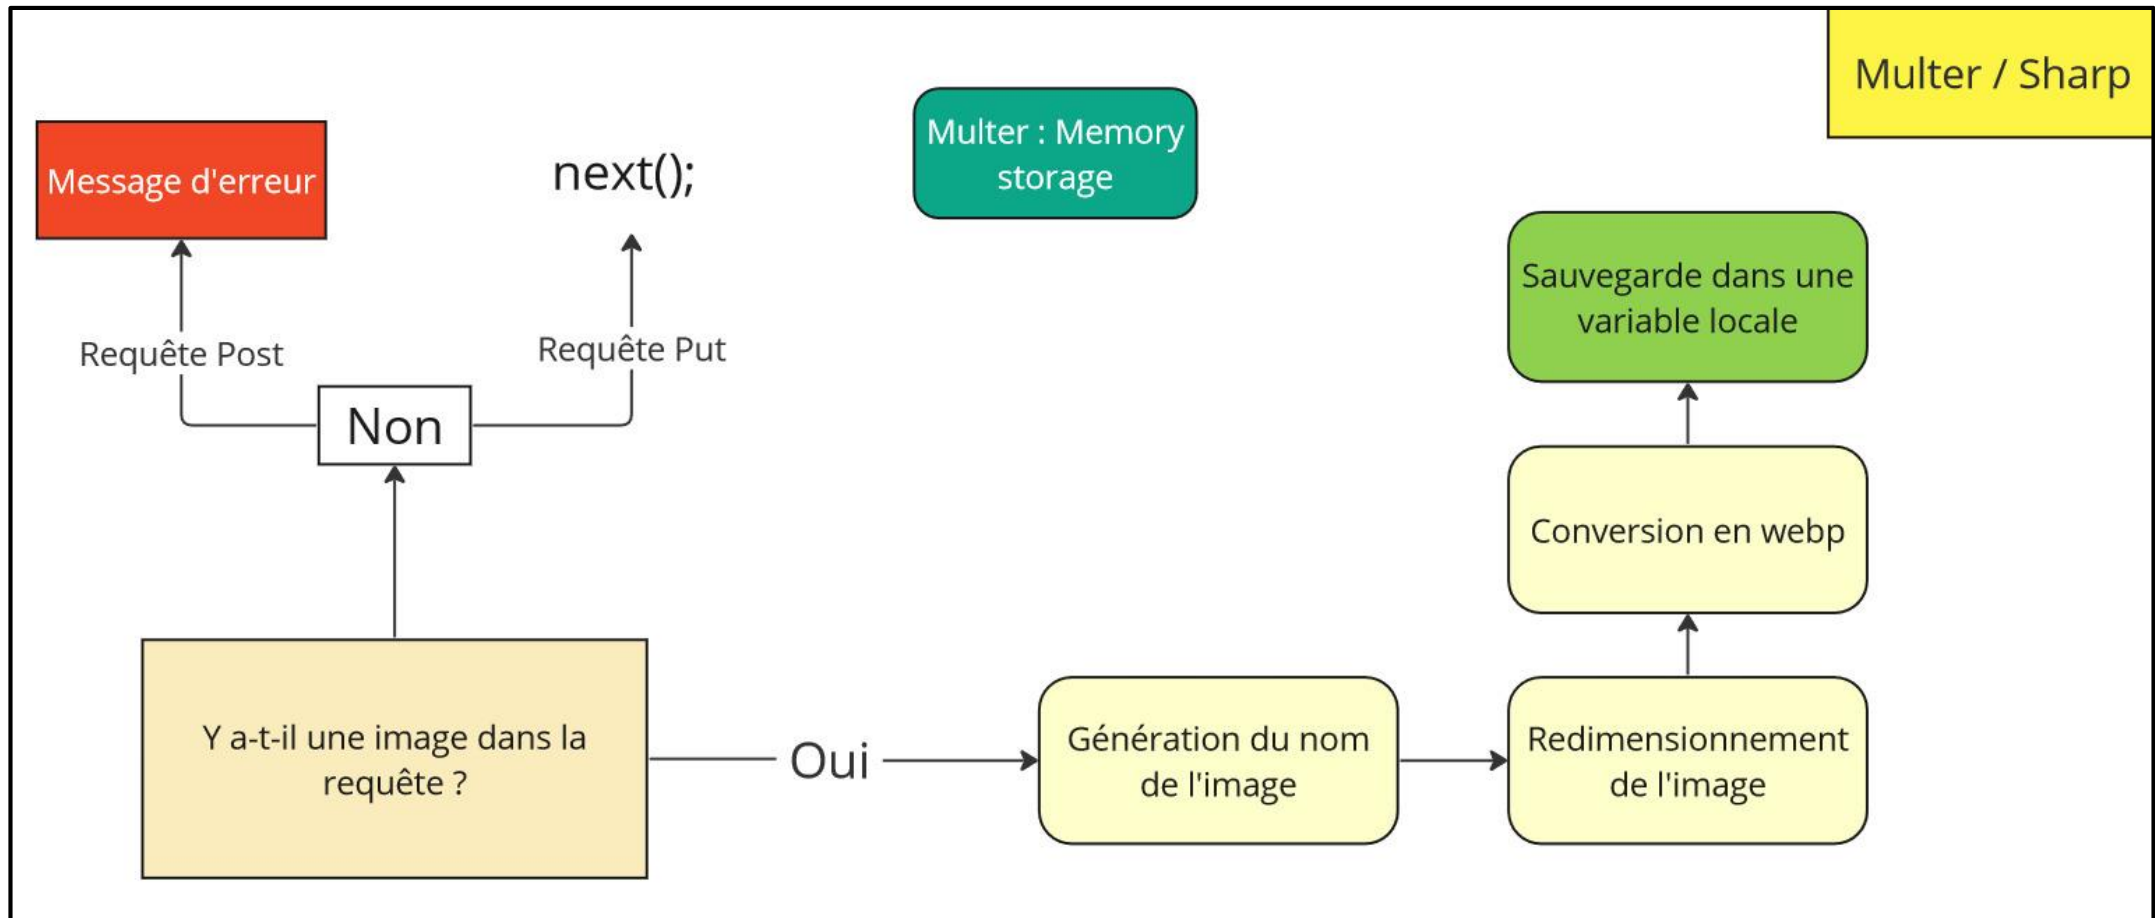 Multer / Sharp
Multer : Memory
storage
Message d'erreur
next();
Requête Post
Requête Put
Non
Y a-t-il une image dans la
requête ?
Oui
Génération du nom
de l'image
Redimensionnement
de l'image
Conversion en webp
Sauvegarde dans une
variable locale